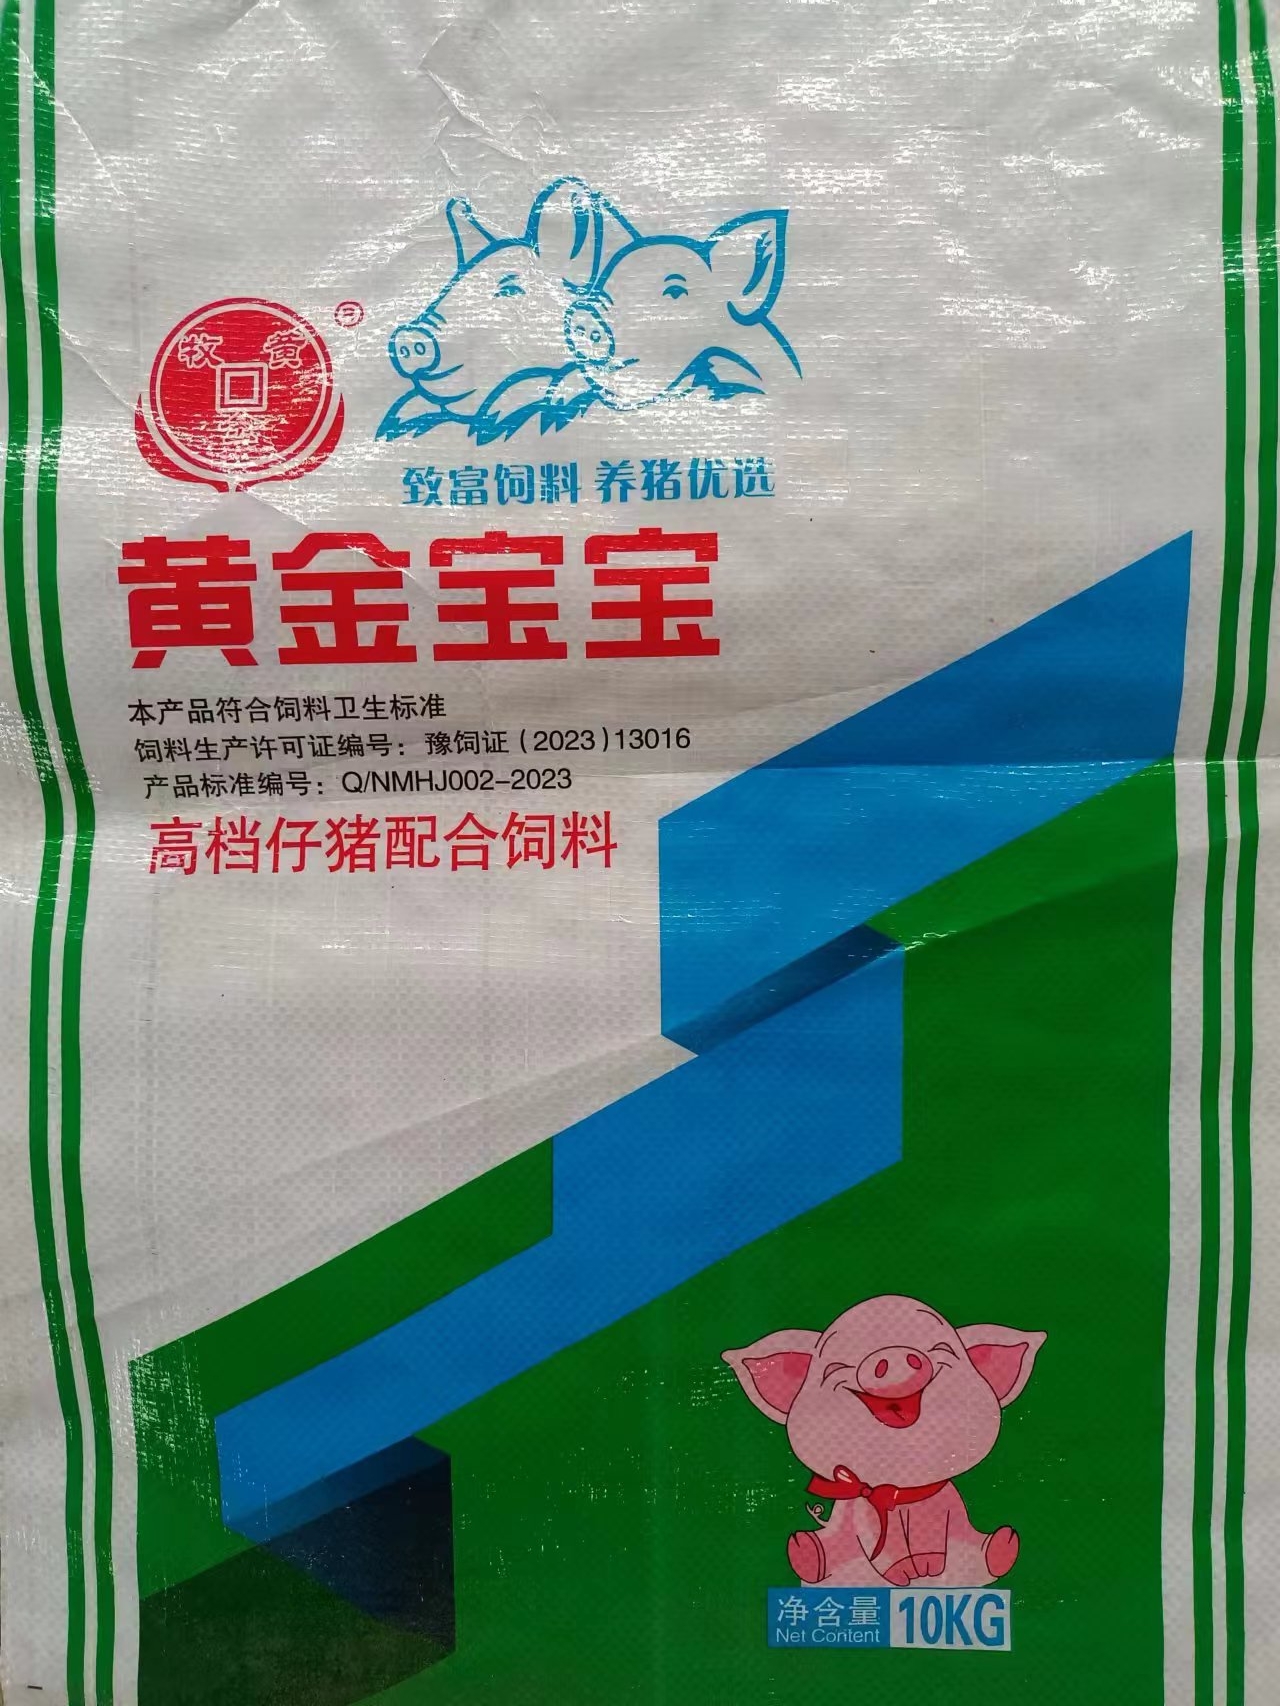 牧 黄
金
®
致富饲料 养猪优选
黄金宝宝
本产品符合饲料卫生标准
饲料生产许可证编号：豫饲证(2023)13016
产品标准编号：Q/NMHJ002-2023
高档仔猪配合饲料
净含量
Net Content
10KG